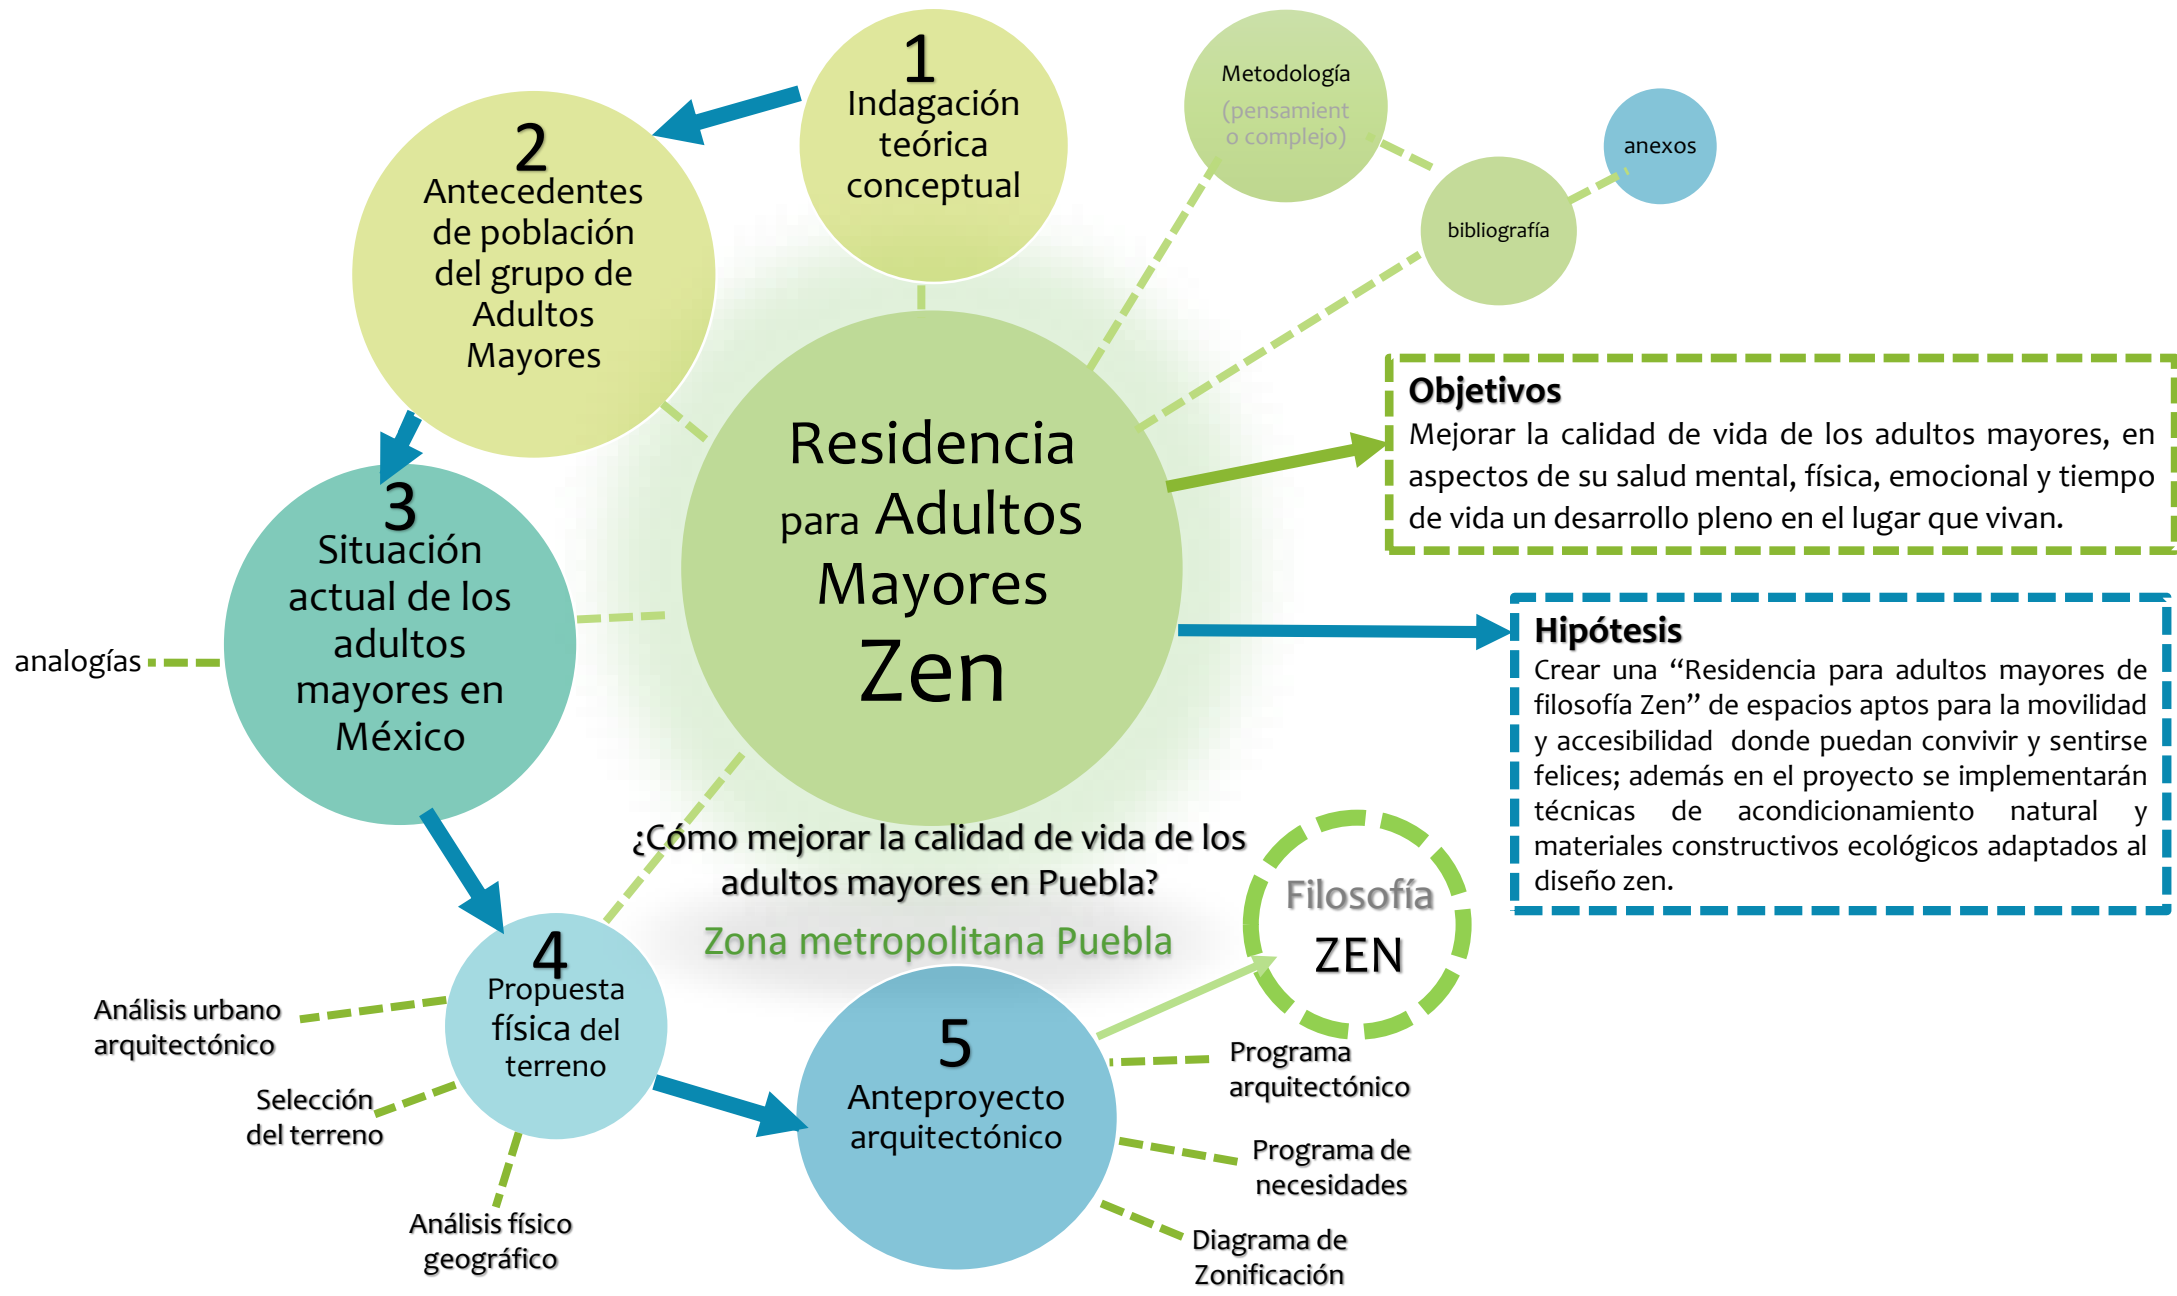 1
Indagación
teórica
conceptual
2
Antecedentes
de población
del grupo de
Adultos
Mayores
3
Situación
actual de los
adultos
mayores en
México
analogías
4
Propuesta
física del
terreno
Análisis urbano
arquitectónico
Selección
del terreno
Análisis físico
geográfico
5
Anteproyecto
arquitectónico
Programa
arquitectónico
Programa de
necesidades
Diagrama de
Zonificación
Filosofía
ZEN
Residencia
para Adultos
Mayores
Zen
¿Cómo mejorar la calidad de vida de los
adultos mayores en Puebla?
Zona metropolitana Puebla
Metodología
(pensamient
o complejo)
bibliografía
anexos
Objetivos
Mejorar la calidad de vida de los adultos mayores, en
aspectos de su salud mental, física, emocional y tiempo
de vida un desarrollo pleno en el lugar que vivan.
Hipótesis
Crear una “Residencia para adultos mayores de
filosofía Zen” de espacios aptos para la movilidad
y accesibilidad donde puedan convivir y sentirse
felices; además en el proyecto se implementarán
técnicas de acondicionamiento natural y
materiales constructivos ecológicos adaptados al
diseño zen.